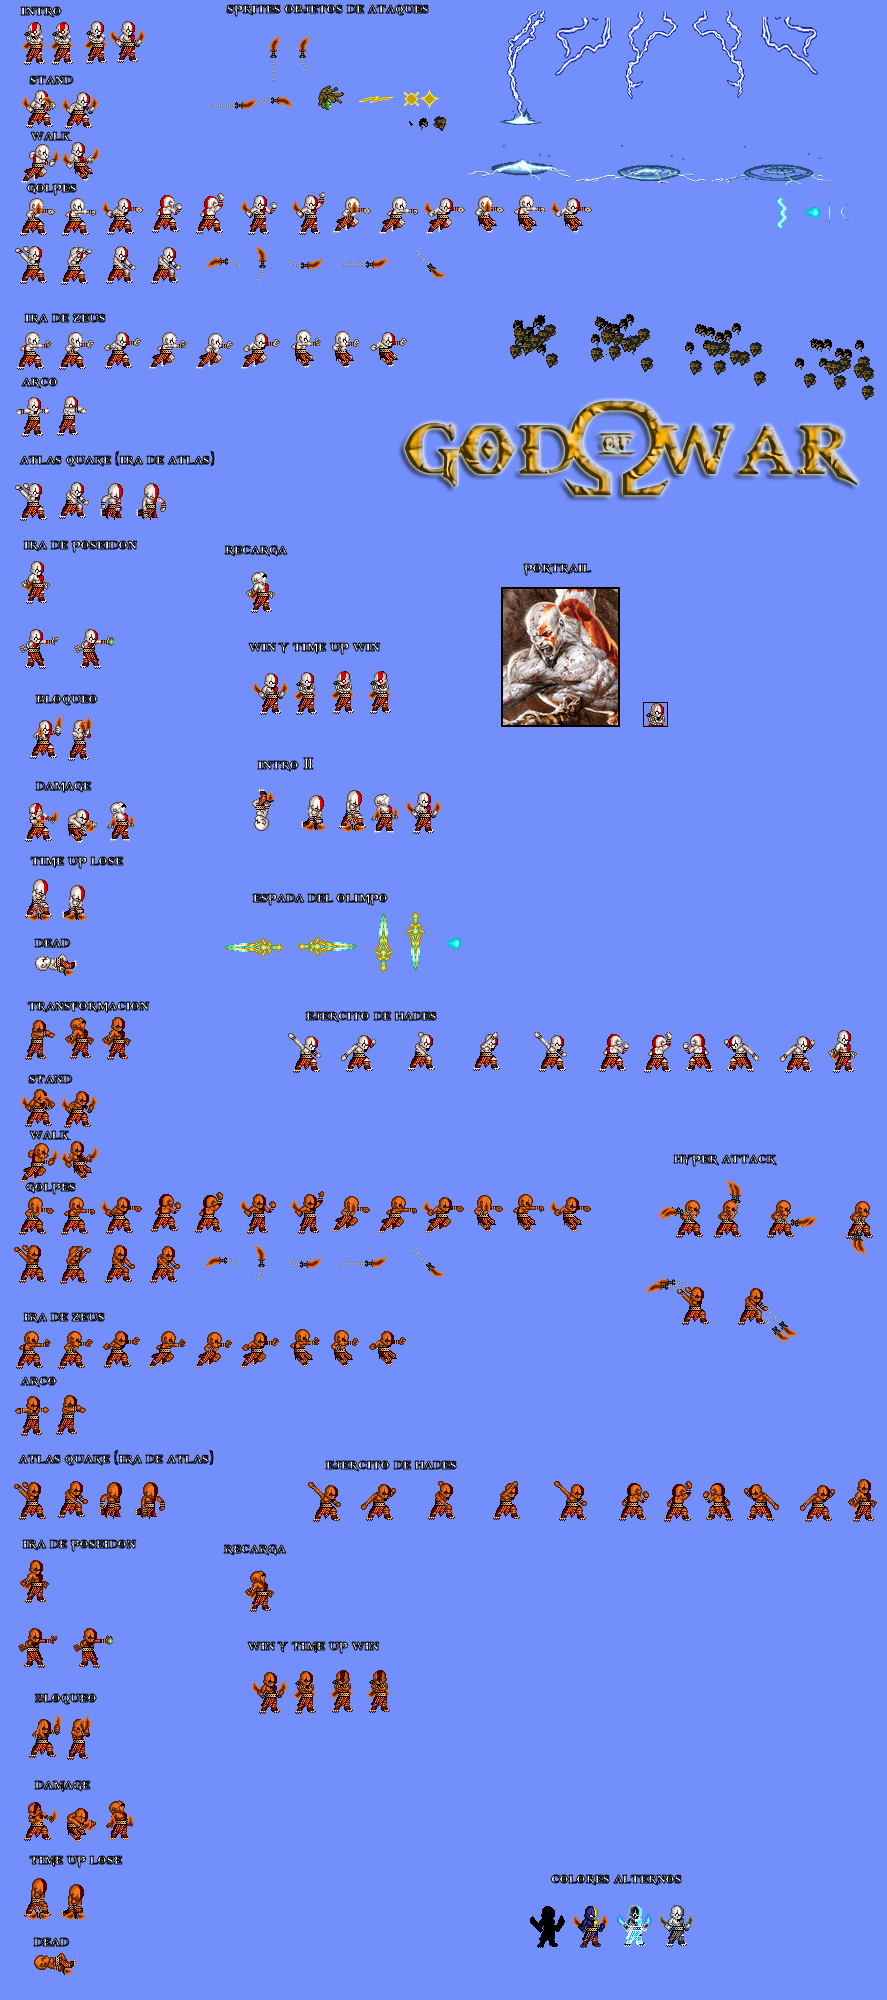 INTRO
SPRITES OBJETOS DE ATAQUES
STAND
WALK
GOLPES
IRA DE ZEUS
ARCO
GOD OF WAR
ATLAS QUAKE (IRA DE ATLAS)
IRA DE POSEIDON
RECARGA
PORTRAIL
WIN Y TIME UP WIN
BLOQUEO
INTRO II
DAMAGE
TIME UP LOSE
ESPADA DEL OLIMPO
DEAD
TRANSFORMACION
EJERCITO DE HADES
STAND
WALK
HYPER ATTACK
GOLPES
IRA DE ZEUS
ARCO
ATLAS QUAKE (IRA DE ATLAS)
EJERCITO DE HADES
IRA DE POSEIDON
RECARGA
WIN Y TIME UP WIN
BLOQUEO
DAMAGE
TIME UP LOSE
COLORES ALTERNOS
DEAD